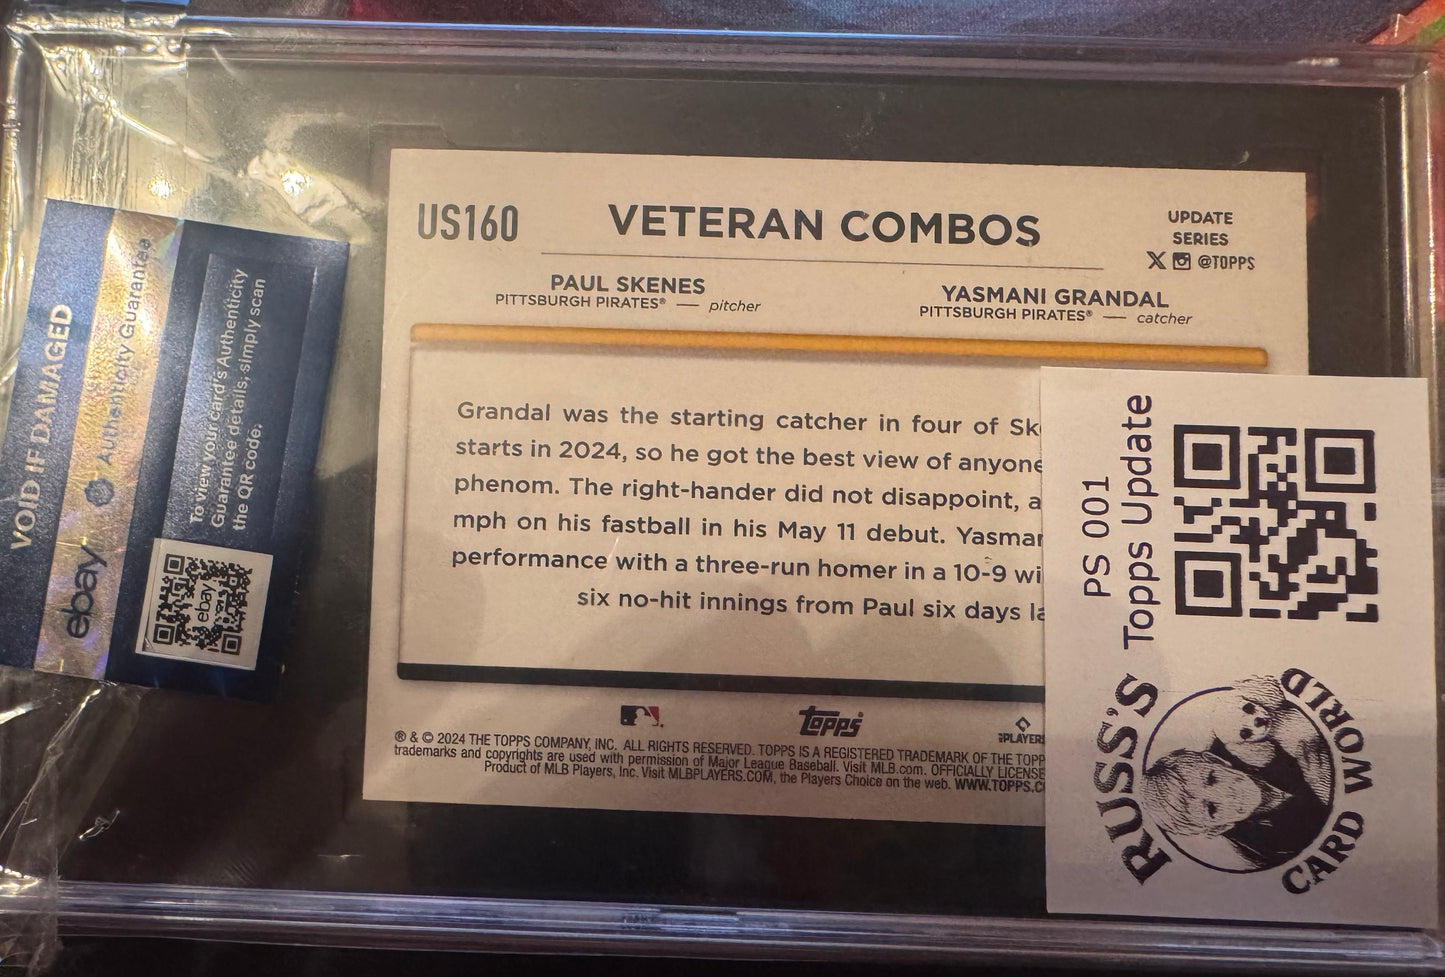 US160
VETERAN COMBOS
UPDATE
SERIES
X @TOPPS
PAUL SKENES
PITTSBURGH PIRATES® — pitcher
YASMANI GRANDAL
PITTSBURGH PIRATES® — catcher
Grandal was the starting catcher in four of
starts in 2024, so he got the best view of anyone
phenom. The right-hander did not disappoint,
mph on his fastball in his May 11 debut.
performance with a three-run homer in a 10-9
six no-hit innings from Paul six days
MLB
Topps
PLAYERS
® & © 2024 THE TOPPS COMPANY, INC. ALL RIGHTS RESERVED. TOPPS IS A REGISTERED TRADEMARK OF THE
trademarks and copyrights are used with permission of Major League Baseball. Visit MLB.com. OFFICIALLY
Product of MLB Players, Inc. Visit MLBPLAYERS.COM, the Players Choice on the web. WWW.TOPPS.
VOID IF DAMAGED
ebay Authenticity Guarantee
To view your card's Authenticity
Guarantee details, simply scan
the QR code.
ebay
PS 001
Topps Update
RUSS'S
CARD WORLD